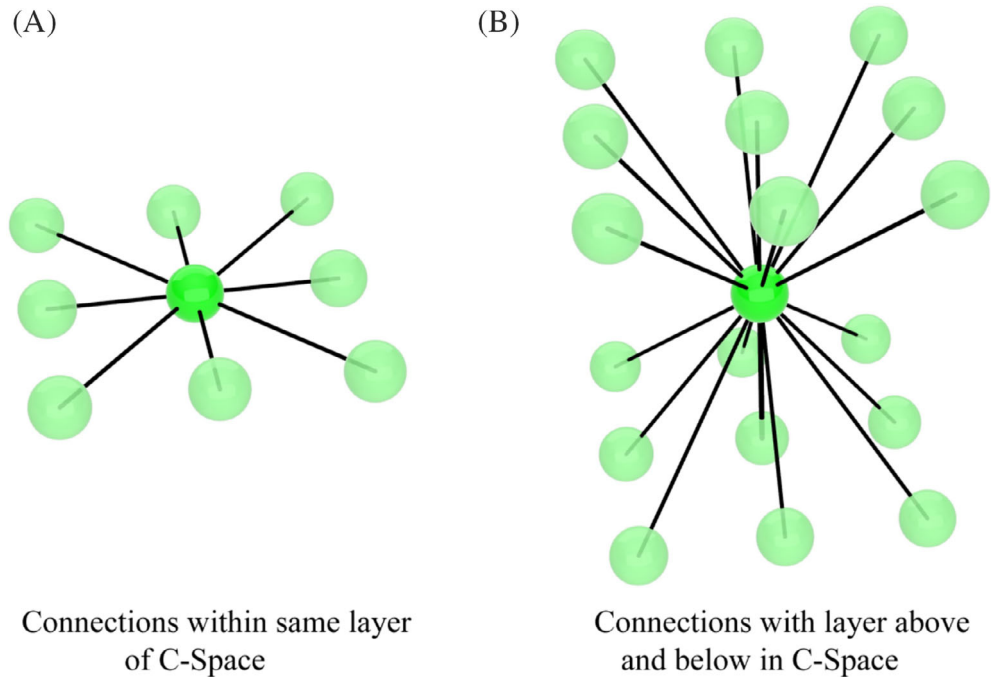 (A)
(B)
Connections within same layer
of C-Space
Connections with layer above
and below in C-Space